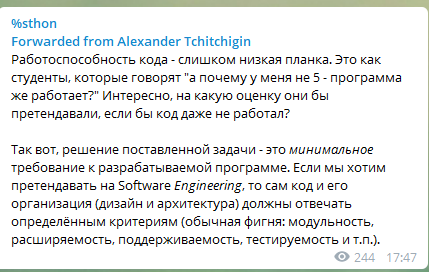 %sthon
Forwarded from Alexander Tchitchigin
Работоспособность кода - слишком низкая планка. Это как
студенты, которые говорят "а почему у меня не 5 - программа
же работает?" Интересно, на какую оценку они бы
претендавали, если бы код даже не работал?
Так вот, решение поставленной задачи - это минимальное
требование к разрабатываемой программе. Если мы хотим
претендавать на Software Engineering, то сам код и его
организация (дизайн и архитектура) должны отвечать
определённым критериям (обычная фигня: модульность,
расширяемость, поддерживаемость, тестируемость и т.п.).
244 17:47